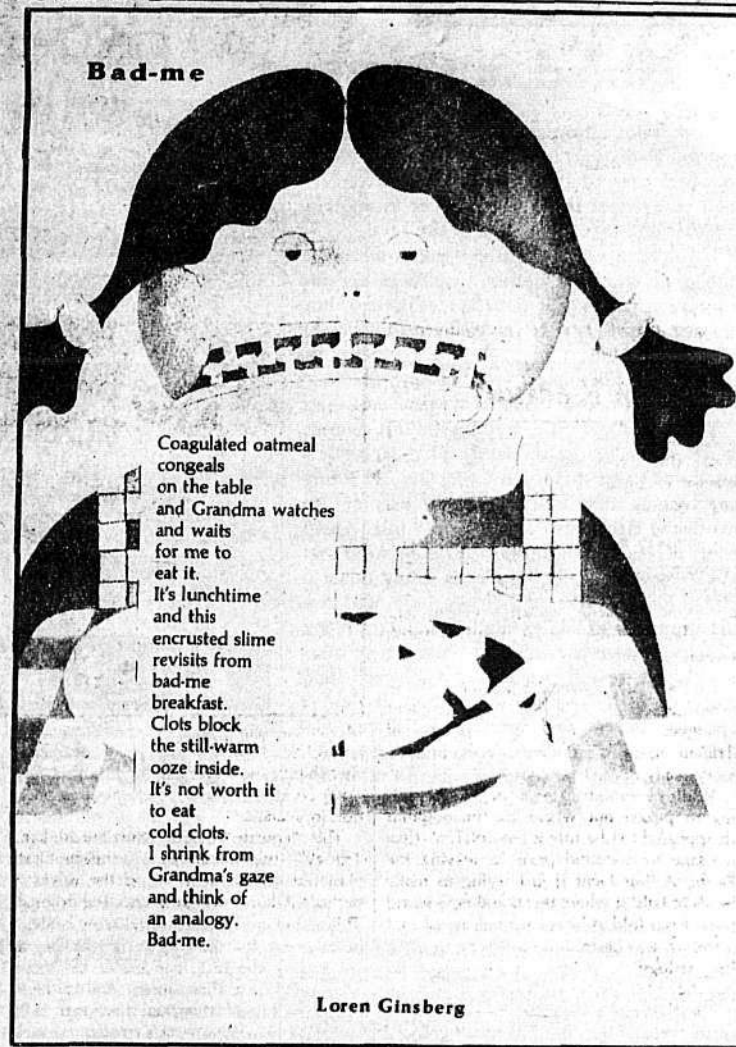 Bad-me
Coagulated oatmeal
congeals
on the table
and Grandma watches
and waits
for me to
eat it.
It's lunchtime
and this
encrusted slime
revisits from
bad-me
breakfast.
Clots block
the still-warm
ooze inside.
It's not worth it
to eat
cold clots.
I shrink from
Grandma's gaze
and think of
an analogy.
Bad-me.
Loren Ginsberg